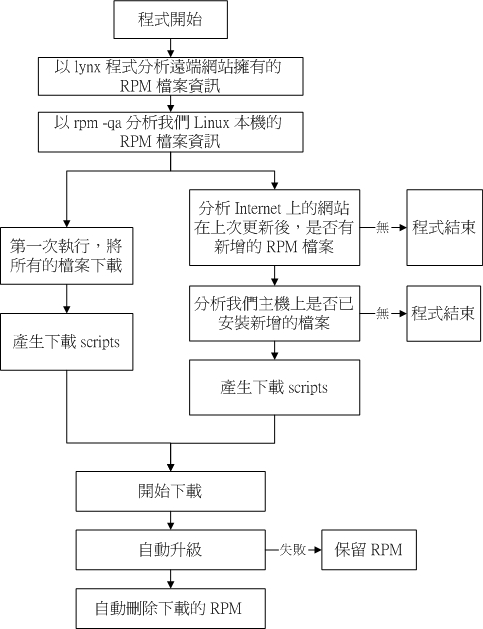 程式開始
以 lynx 程式分析遠端網站擁有的
RPM 檔案資訊
以 rpm -qa 分析我們 Linux 本機的
RPM 檔案資訊
第一次執行，將
所有的檔案下載
產生下載 scripts
分析 Internet 上的網站
在上次更新後，是否有
新增的 RPM 檔案
無
程式結束
分析我們主機上是否已
安裝新增的檔案
無
程式結束
產生下載 scripts
開始下載
自動升級
失敗
保留 RPM
自動刪除下載的 RPM